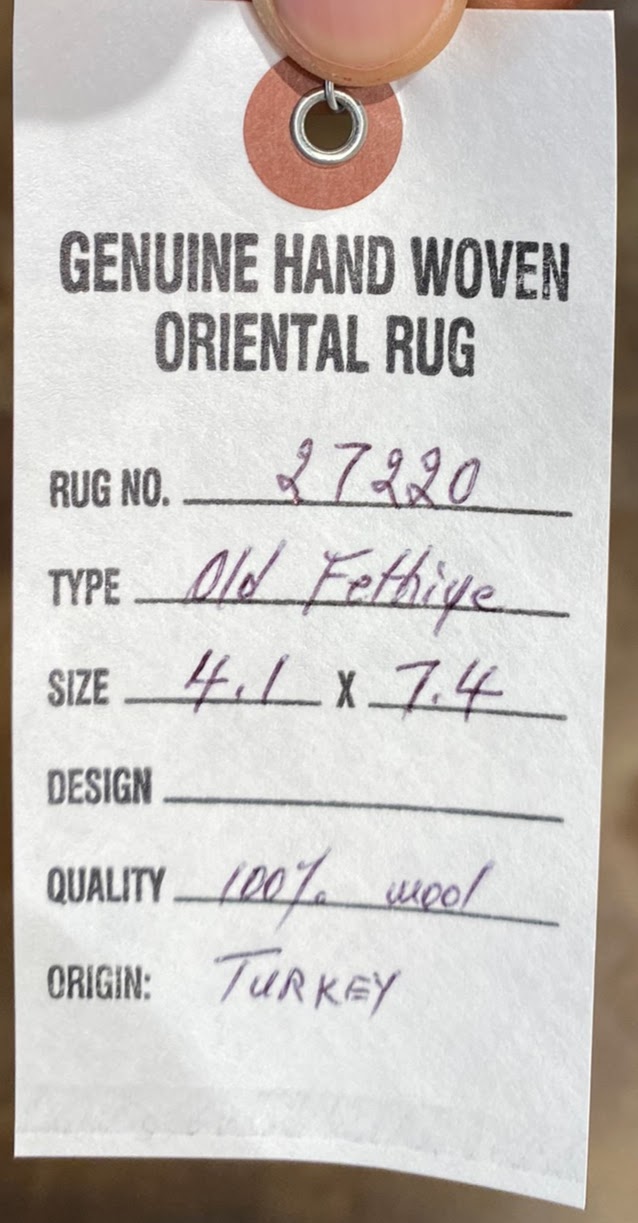 GENUINE HAND WOVEN
ORIENTAL RUG
RUG NO. 27220
TYPE Old Fethiye
SIZE 4.1 X 7.4
DESIGN
QUALITY 100% wool
ORIGIN: TURKEY